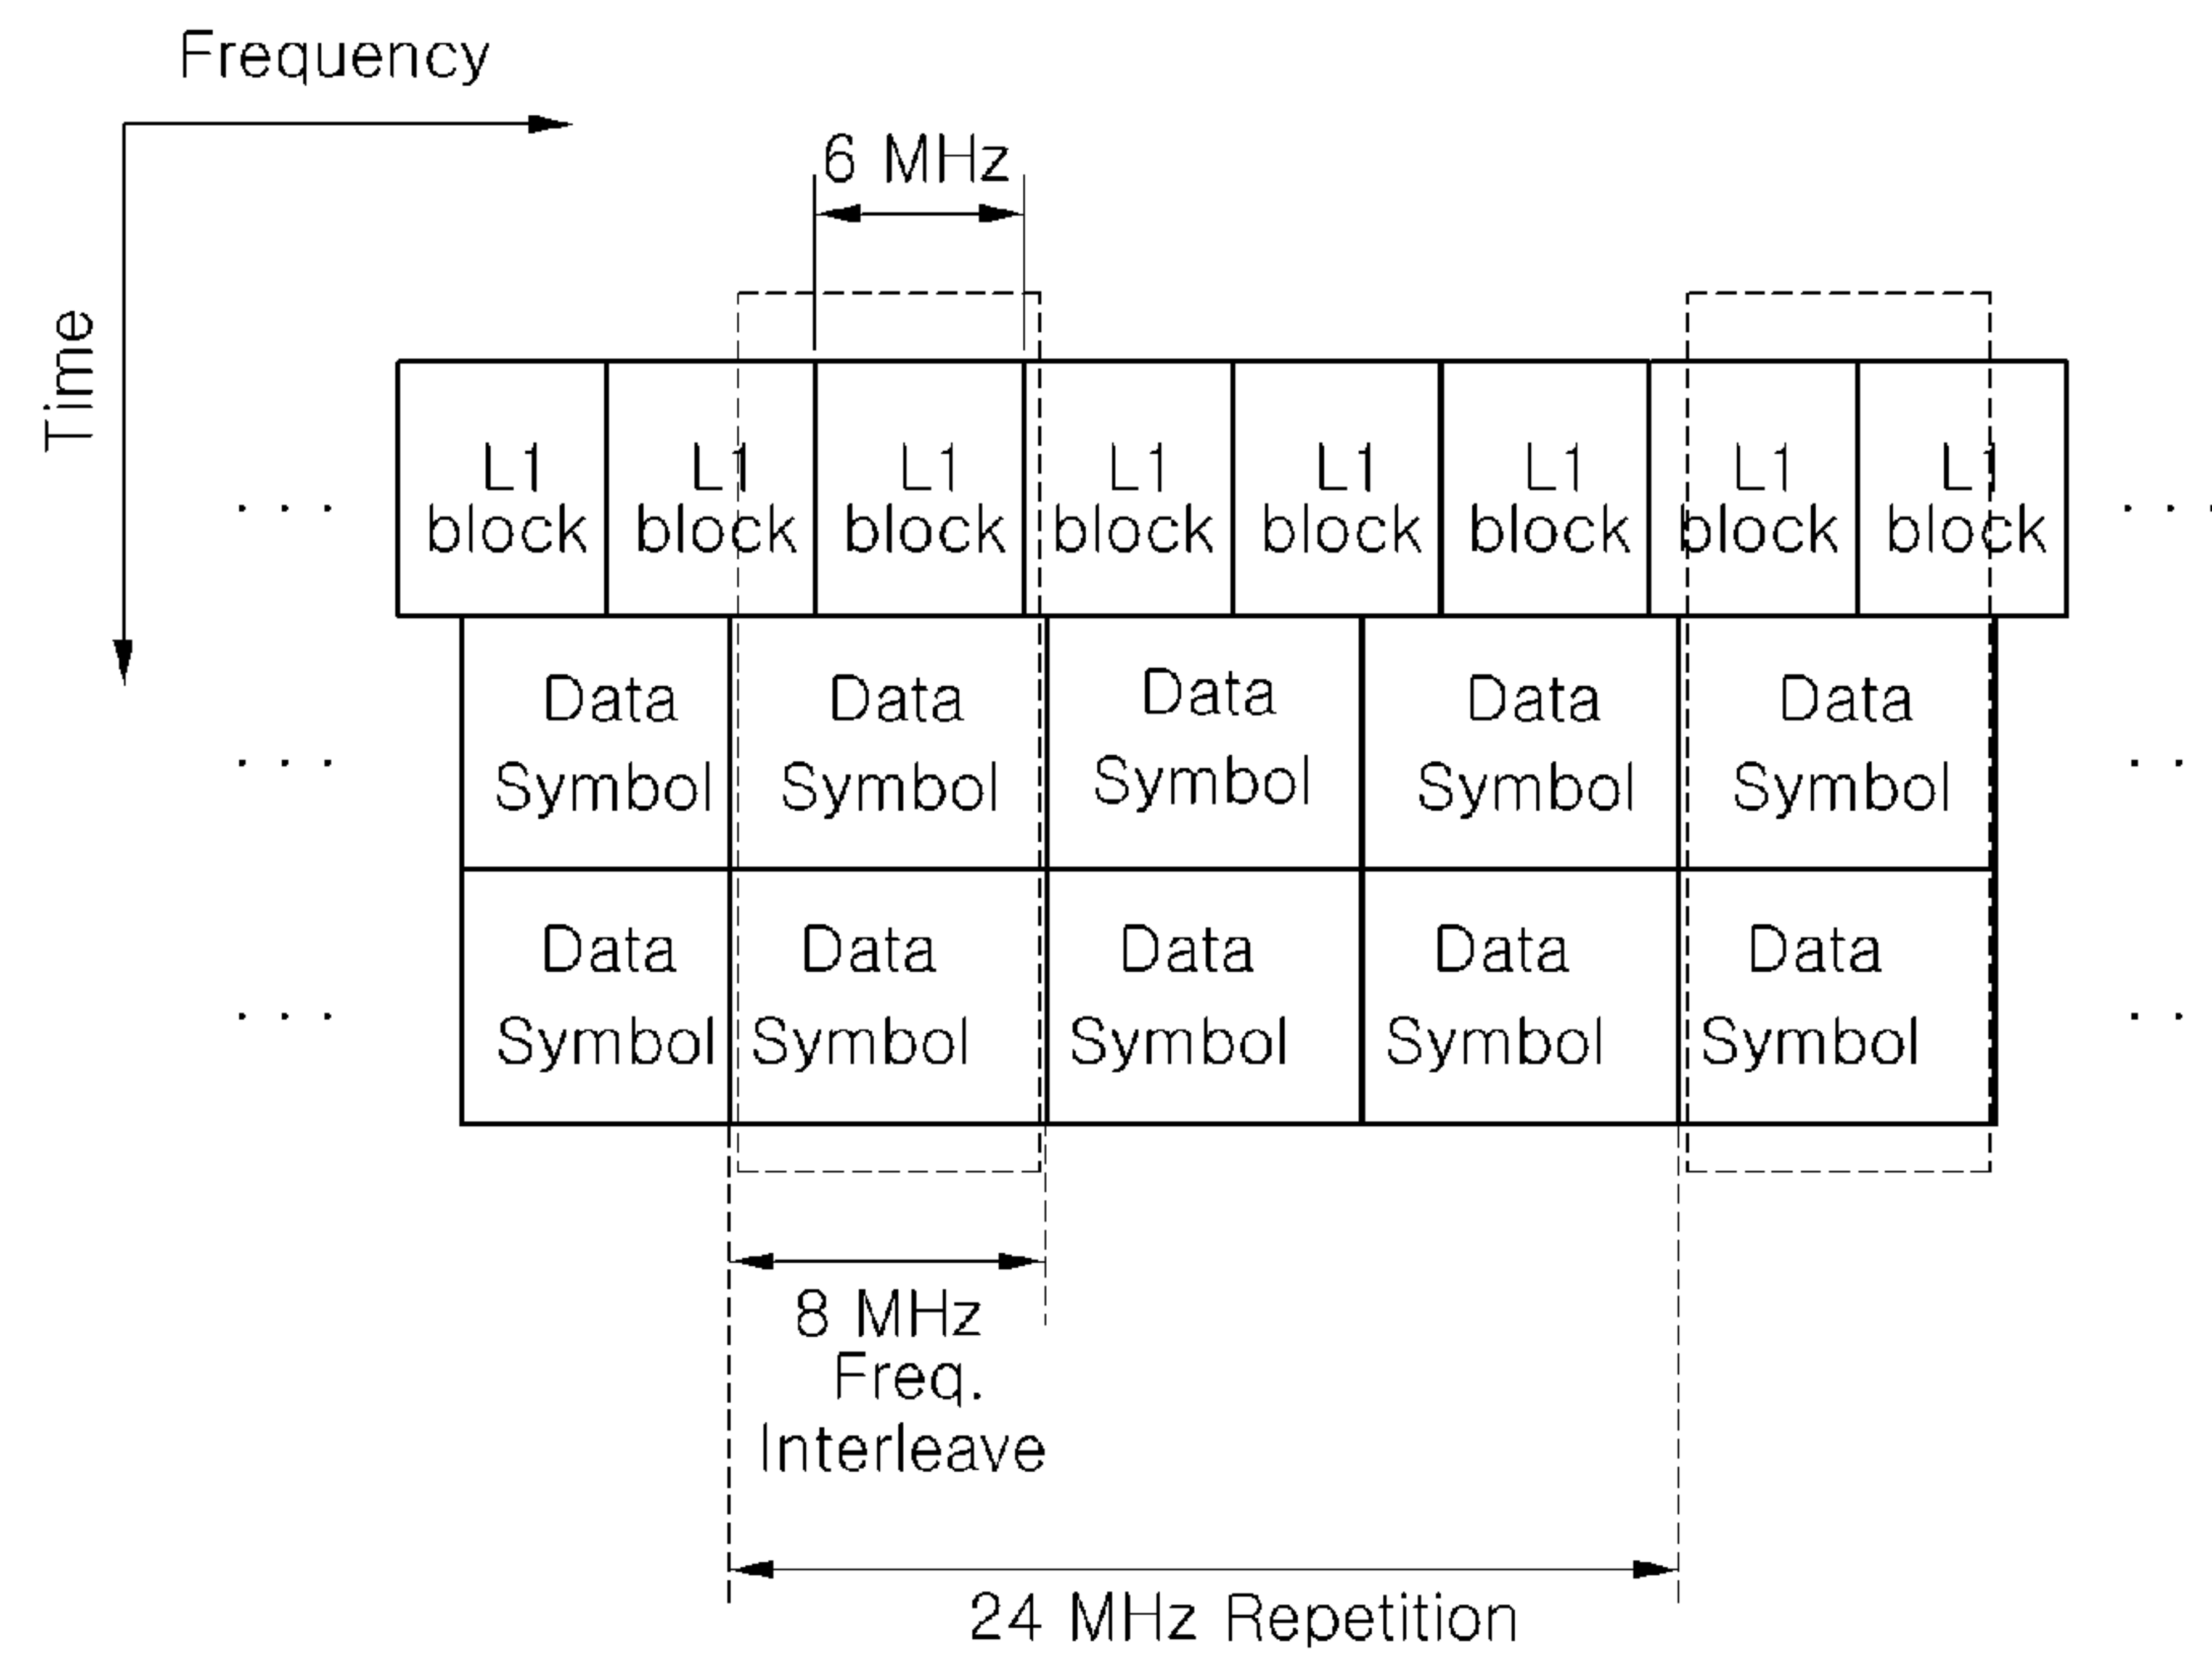 Frequency
Time
6 MHz
L1 L1 L1 L1 L1 L1 L1 L1
. . . block block block block block block block block . . .
Data Data Data Data Data
. . . Symbol Symbol Symbol Symbol Symbol . .
Data Data Data Data Data
. . . Symbol Symbol Symbol Symbol Symbol . .
8 MHz
Freq.
Interleave
24 MHz Repetition